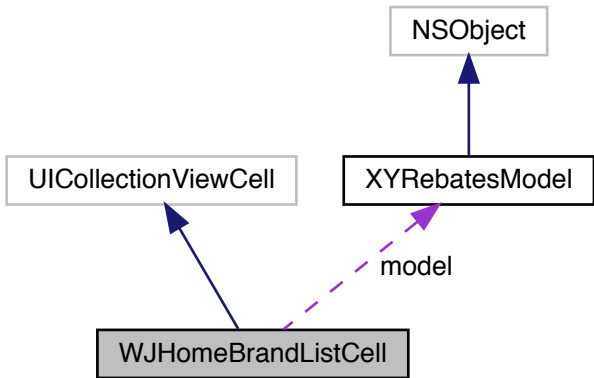 NSObject
UICollectionViewCell
XYRebatesModel
model
WJHomeBrandListCell